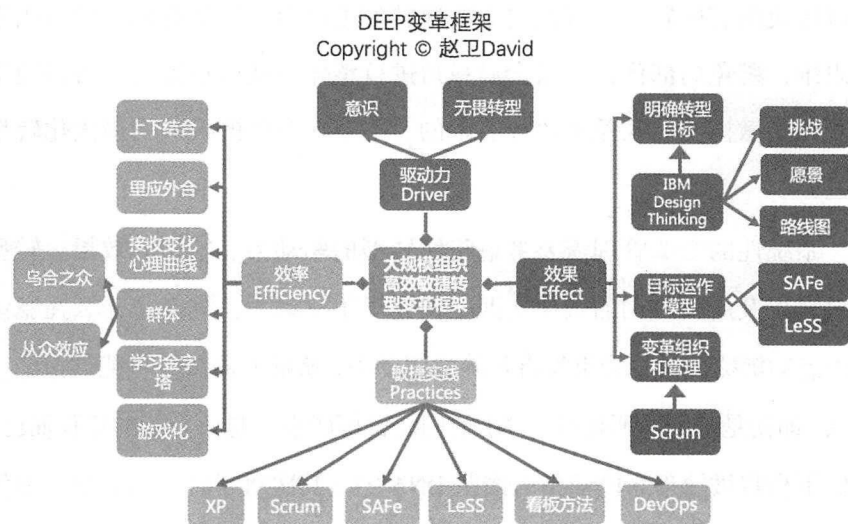 DEEP变革框架
Copyright © 赵卫David
意识
无畏转型
驱动力
Driver
上下结合
里应外合
接收变化
心理曲线
群体
学习金字
塔
游戏化
乌合之众
从众效应
效率
Efficiency
大规模组织
高效敏捷转
型变革框架
效果
Effect
明确转型
目标
IBM
Design
Thinking
挑战
愿景
路线图
目标运作
模型
SAFe
LeSS
变革组织
和管理
Scrum
敏捷实践
Practices
XP
Scrum
SAFe
LeSS
看板方法
DevOps